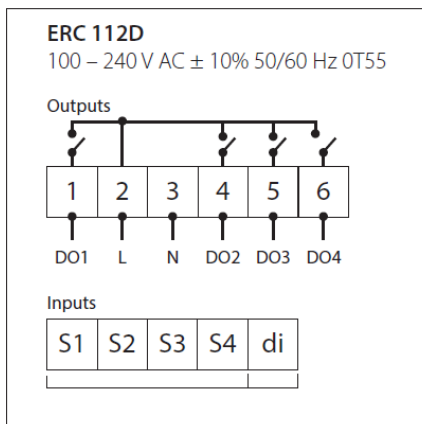 ERC 112D
100 – 240 V AC ± 10% 50/60 Hz 0T55
Outputs
1 2 3 4 5 6
DO1 L N DO2 DO3 DO4
Inputs
S1 S2 S3 S4 di